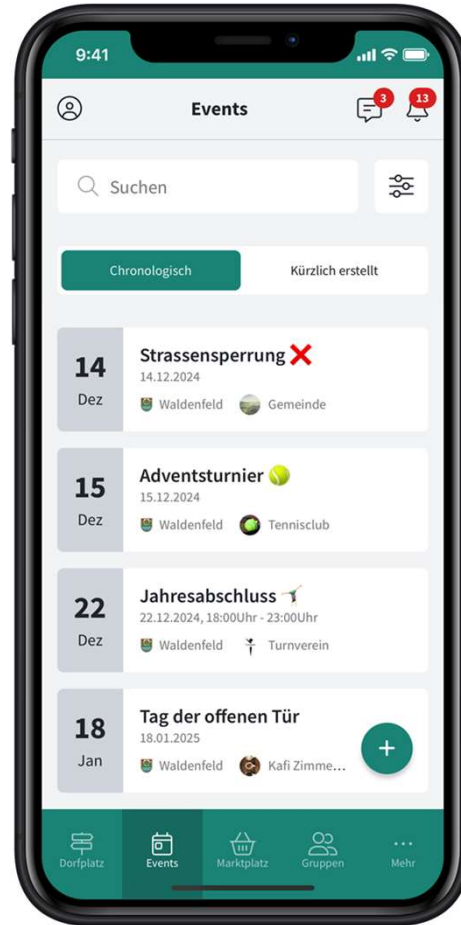 9:41
Events
3
13
Suchen
Chronologisch
Kürzlich erstellt
14
Dez
Strassensperrung ❌
14.12.2024
Waldenfeld
Gemeinde
15
Dez
Adventsturnier 🎾
15.12.2024
Waldenfeld
Tennisclub
22
Dez
Jahresabschluss
22.12.2024, 18:00Uhr - 23:00Uhr
Waldenfeld
Turnverein
18
Jan
Tag der offenen Tür
18.01.2025
Waldenfeld
Kafi Zimme...
+
Dorfplatz
Events
Marktplatz
Gruppen
Mehr